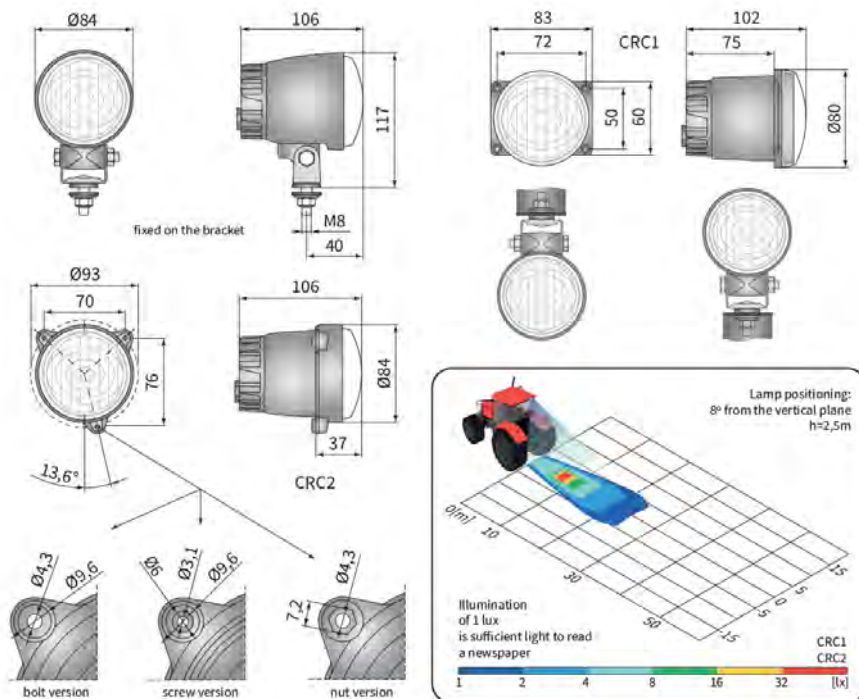 Ø84
106
117
M8
40
fixed on the bracket
83
72
CRC1
50
60
102
75
Ø80
Ø93
70
76
13,6°
106
Ø84
37
CRC2
Ø4,3
Ø9,6
bolt version
Ø6
Ø3,1
Ø9,6
screw version
Ø4,3
7,2
nut version
Lamp positioning:
8º from the vertical plane
h=2,5m
0[m]
10
30
50
15
5
0
-5
-15
Illumination
of 1 lux
is sufficient light to read
a newspaper
CRC1
CRC2
1 2 4 8 16 32 [lx]